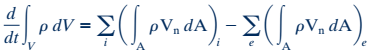 d/dt ∫_V ρ dV = ∑_i (∫_A ρV_n dA)_i − ∑_e (∫_A ρV_n dA)_e